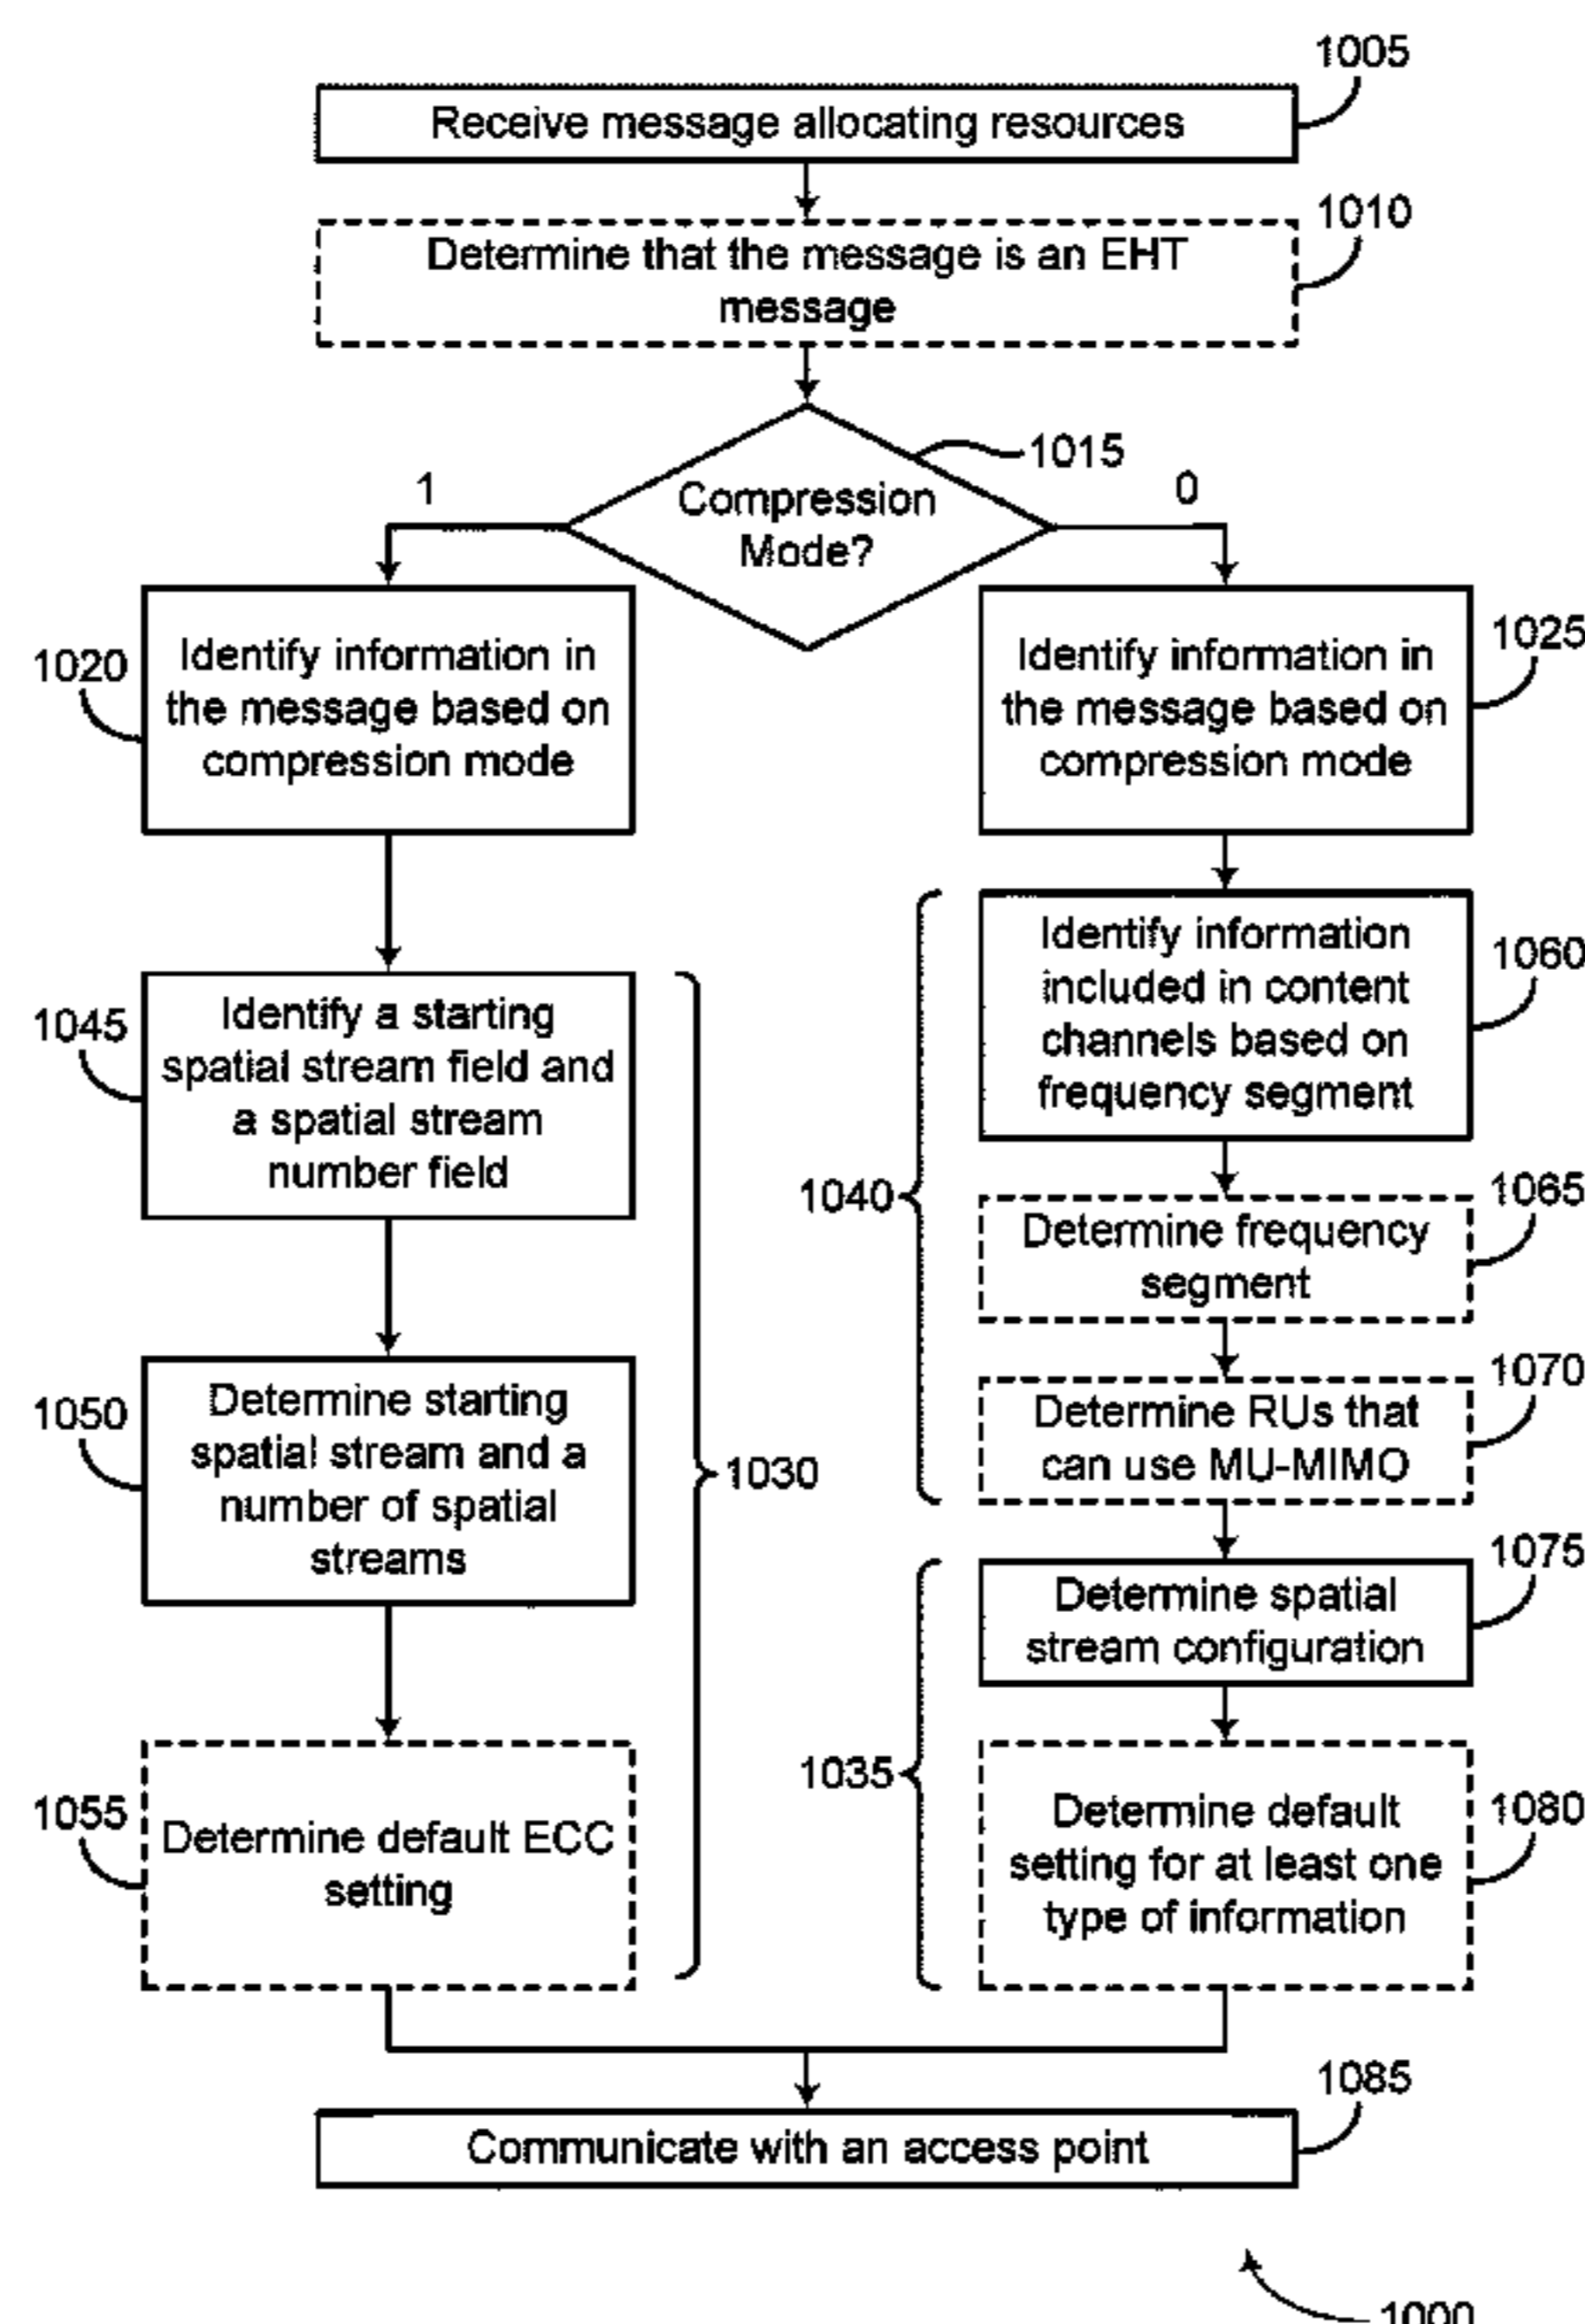 1005
Receive message allocating resources
1010
Determine that the message is an EHT
message
1015
Compression
Mode?
1
0
1020
Identify information in
the message based on
compression mode
1025
Identify information in
the message based on
compression mode
1045
Identify a starting
spatial stream field and
a spatial stream
number field
1050
Determine starting
spatial stream and a
number of spatial
streams
1055
Determine default ECC
setting
1030
1040
1060
Identify information
included in content
channels based on
frequency segment
1065
Determine frequency
segment
1070
Determine RUs that
can use MU-MIMO
1035
1075
Determine spatial
stream configuration
1080
Determine default
setting for at least one
type of information
1085
Communicate with an access point
1000